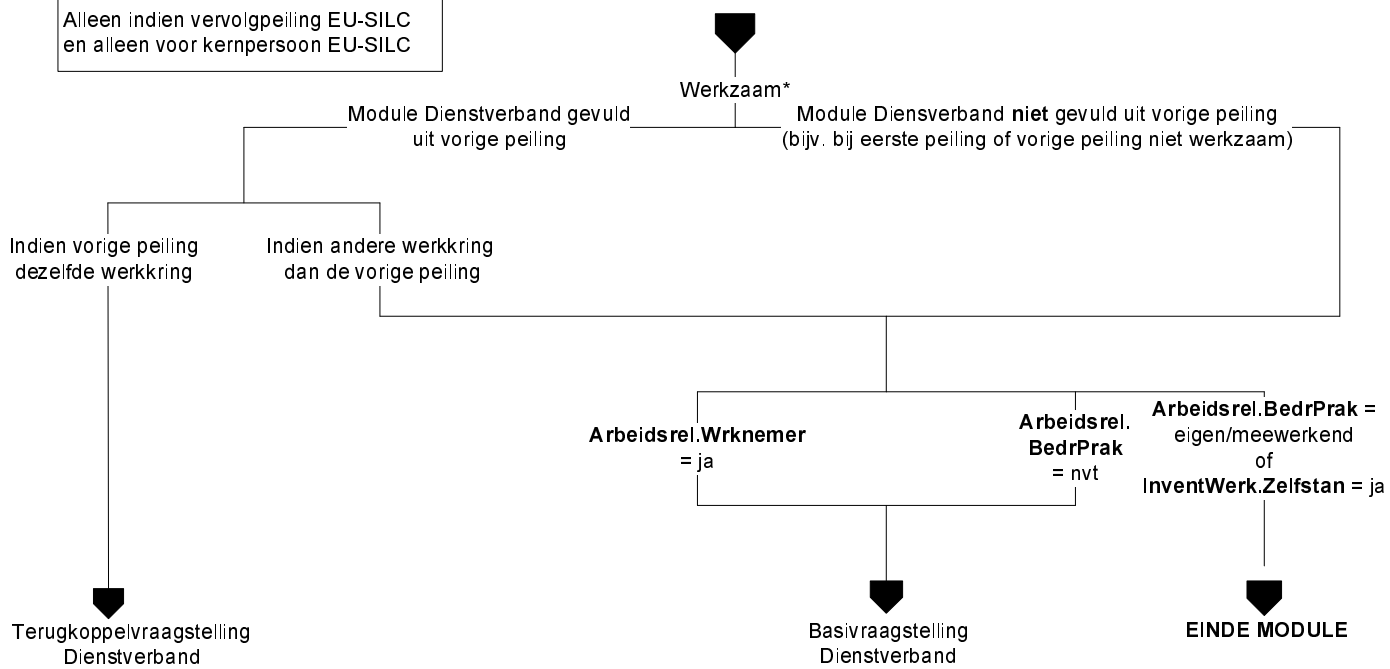 Alleen indien vervolgpeiling EU-SILC
en alleen voor kernpersoon EU-SILC
Werkzaam*
Module Dienstverband gevuld
uit vorige peiling
Module Diensverband niet gevuld uit vorige peiling
(bijv. bij eerste peiling of vorige peiling niet werkzaam)
Indien vorige peiling
dezelfde werkkring
Indien andere werkkring
dan de vorige peiling
Arbeidsrel.Wrknemer
= ja
Arbeidsrel.
BedrPrak
= nvt
Arbeidsrel.BedrPrak =
eigen/meewerkend
of
InventWerk.Zelfstan = ja
Terugkoppelvraagstelling
Dienstverband
Basivraagstelling
Dienstverband
EINDE MODULE